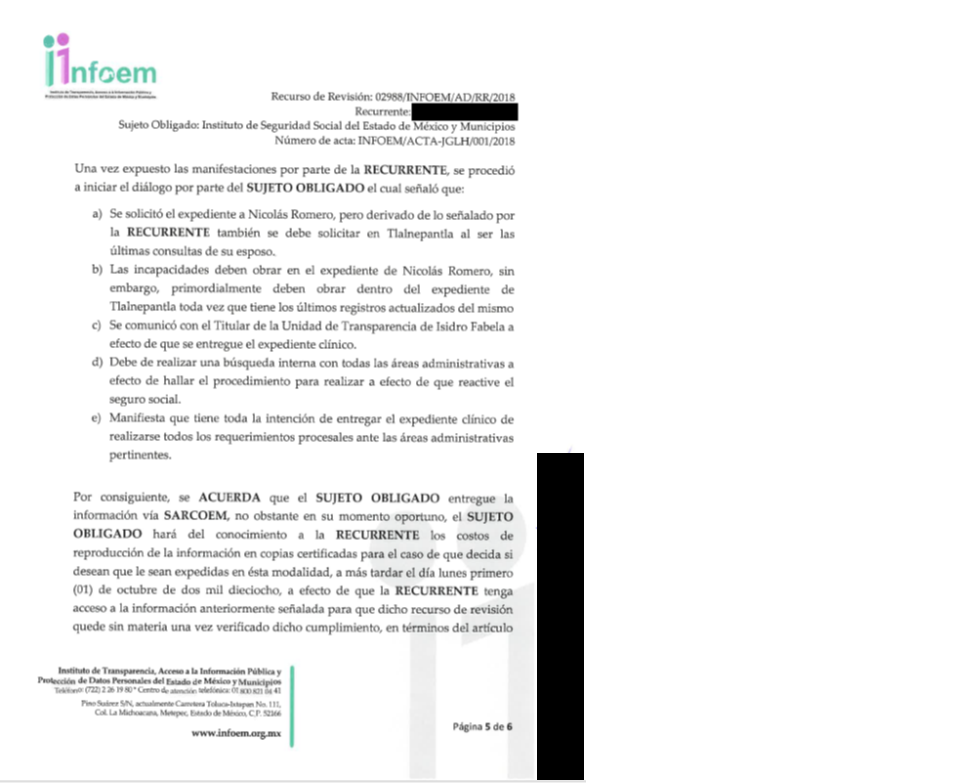 infoem
Instituto de Transparencia, Acceso a la Información Pública y
Protección de Datos Personales del Estado de México y Municipios
Recurso de Revisión: 02988/INFOEM/AD/RR/2018
Recurrente:
Sujeto Obligado: Instituto de Seguridad Social del Estado de México y Municipios
Número de acta: INFOEM/ACTA-JGLH/001/2018
Una vez expuesto las manifestaciones por parte de la RECURRENTE, se procedió
a iniciar el diálogo por parte del SUJETO OBLIGADO el cual señaló que:
a) Se solicitó el expediente a Nicolás Romero, pero derivado de lo señalado por
la RECURRENTE también se debe solicitar en Tlalnepantla al ser las
últimas consultas de su esposo.
b) Las incapacidades deben obrar en el expediente de Nicolás Romero, sin
embargo, primordialmente deben obrar dentro del expediente de
Tlalnepantla toda vez que tiene los últimos registros actualizados del mismo
c) Se comunicó con el Titular de la Unidad de Transparencia de Isidro Fabela a
efecto de que se entregue el expediente clínico.
d) Debe de realizar una búsqueda interna con todas las áreas administrativas a
efecto de hallar el procedimiento para realizar a efecto de que reactive el
seguro social.
e) Manifiesta que tiene toda la intención de entregar el expediente clínico de
realizarse todos los requerimientos procesales ante las áreas administrativas
pertinentes.
Por consiguiente, se ACUERDA que el SUJETO OBLIGADO entregue la
información vía SARCOEM, no obstante en su momento oportuno, el SUJETO
OBLIGADO hará del conocimiento a la RECURRENTE los costos de
reproducción de la información en copias certificadas para el caso de que decida si
desean que le sean expedidas en ésta modalidad, a más tardar el día lunes primero
(01) de octubre de dos mil dieciocho, a efecto de que la RECURRENTE tenga
acceso a la información anteriormente señalada para que dicho recurso de revisión
quede sin materia una vez verificado dicho cumplimiento, en términos del artículo
Instituto de Transparencia, Acceso a la Información Pública y
Protección de Datos Personales del Estado de México y Municipios
Teléfono: (722) 2 26 19 80 * Centro de atención telefónica: 01 800 821 04 41
Pino Suárez S/N, actualmente Carretera Toluca-Ixtapan No. 111,
Col. La Michoacana, Metepec, Estado de México, C.P. 52166
www.infoem.org.mx
Página 5 de 6